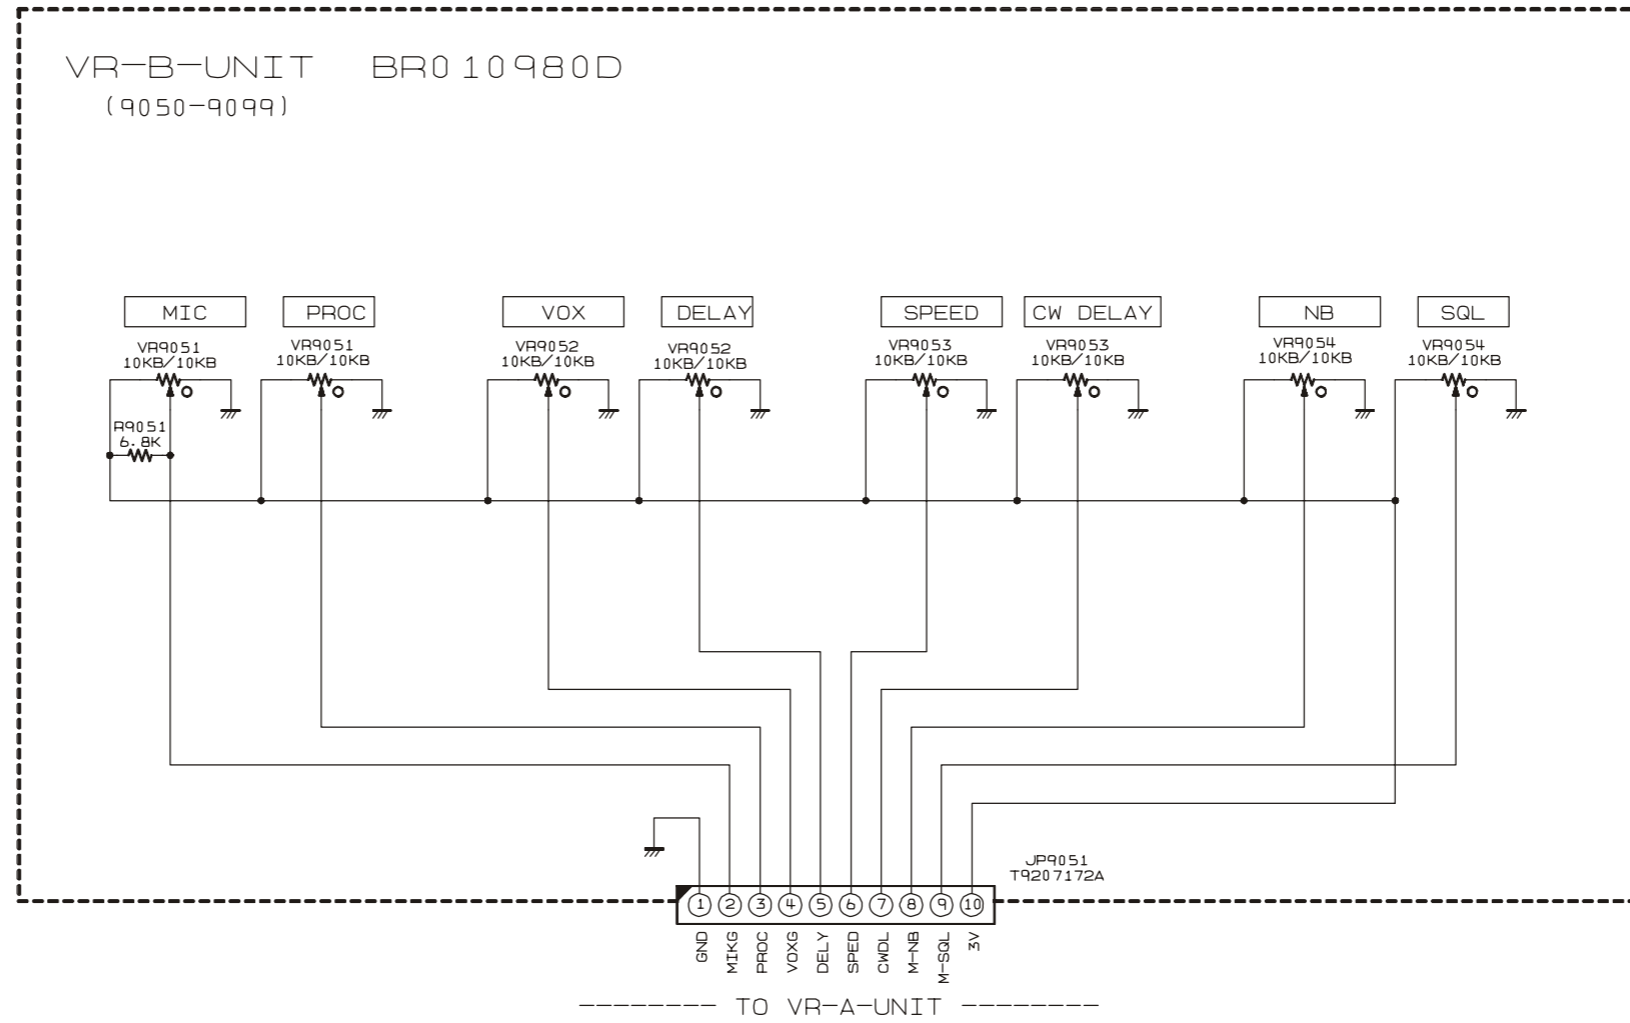 VR-B-UNIT BR010980D
(9050-9099)
MIC PROC VOX DELAY SPEED CW DELAY NB SQL
VR9051 VR9051 VR9052 VR9052 VR9053 VR9053 VR9054 VR9054
10KB/10KB 10KB/10KB 10KB/10KB 10KB/10KB 10KB/10KB 10KB/10KB 10KB/10KB 10KB/10KB
R9051
6.8K
JP9051
T9207172A
1 2 3 4 5 6 7 8 9 10
GND MIKG PROC VOXG DELY SPED CWDL M-NB M-SQL 3V
-------- TO VR-A-UNIT --------